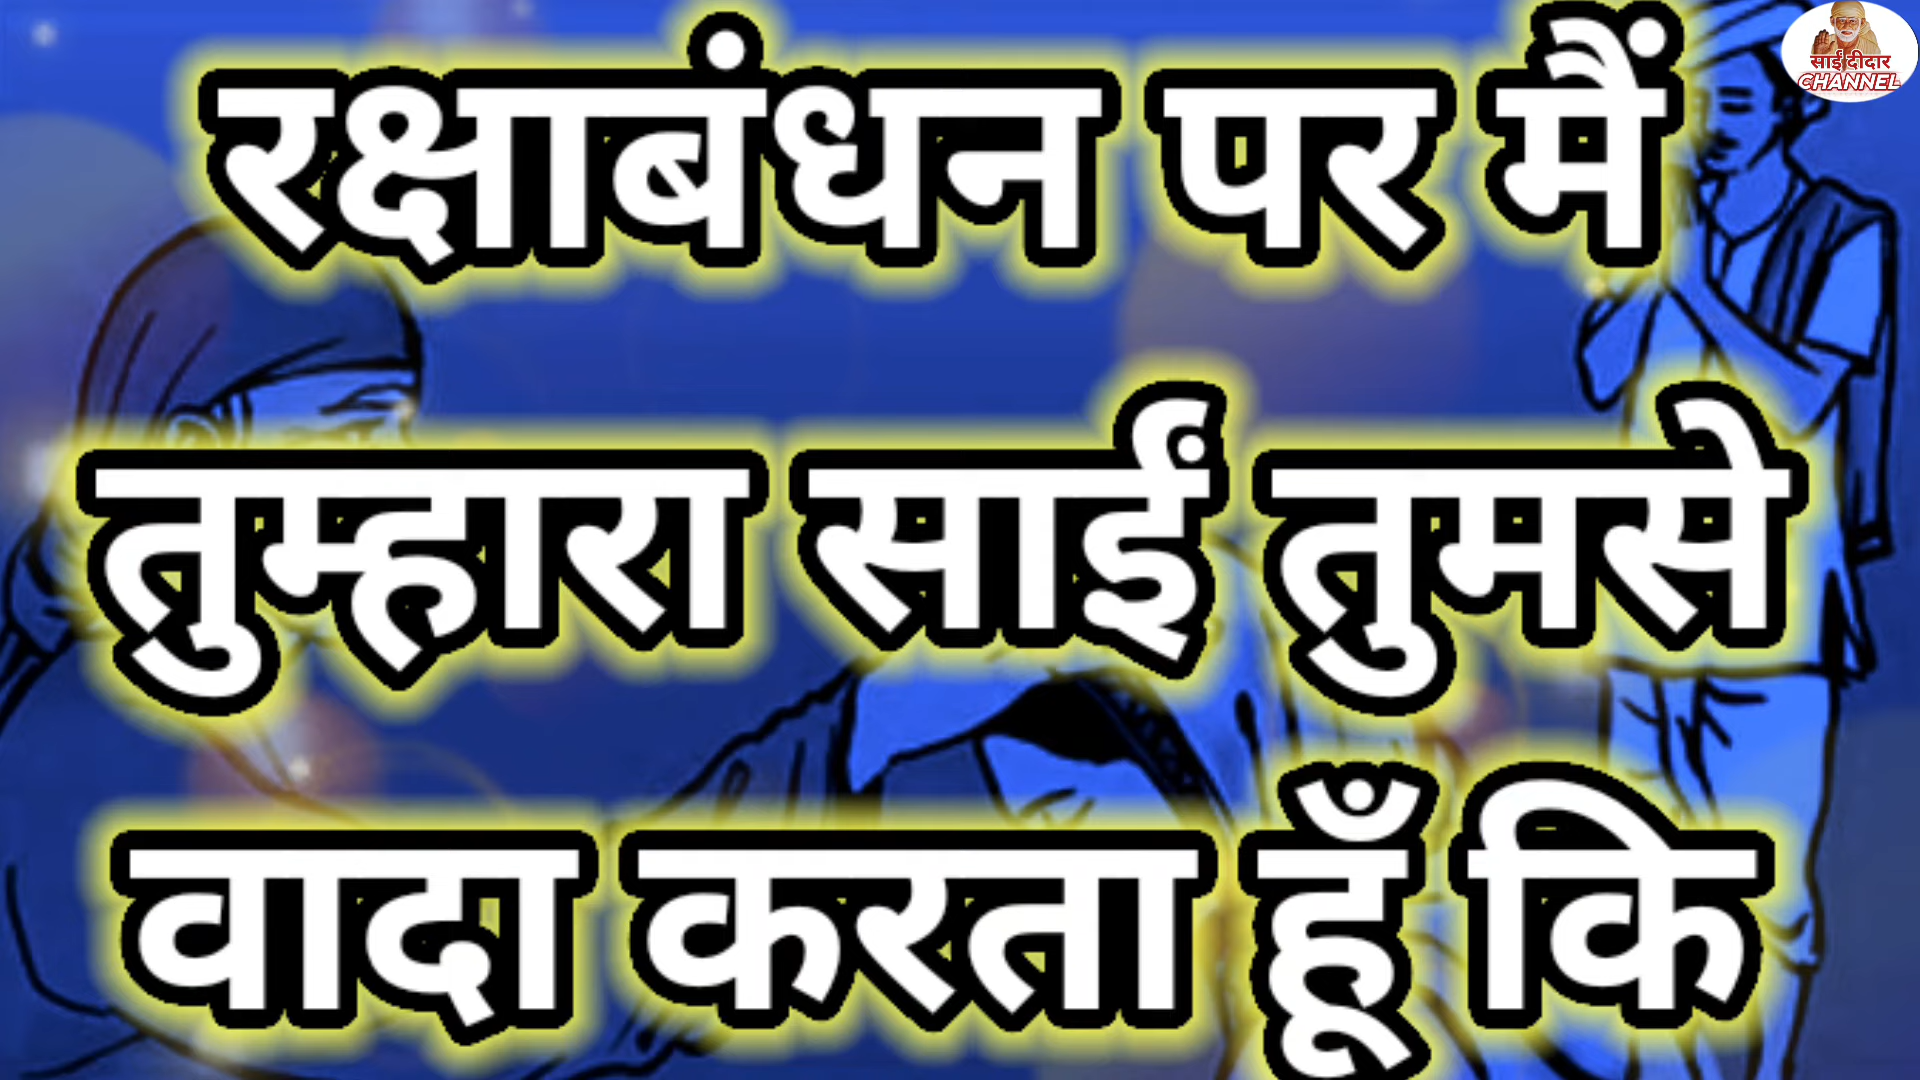 रक्षाबंधन पर मैं
तुम्हारा साईं तुमसे
वादा करता हूँ कि
साईं दीदार
CHANNEL